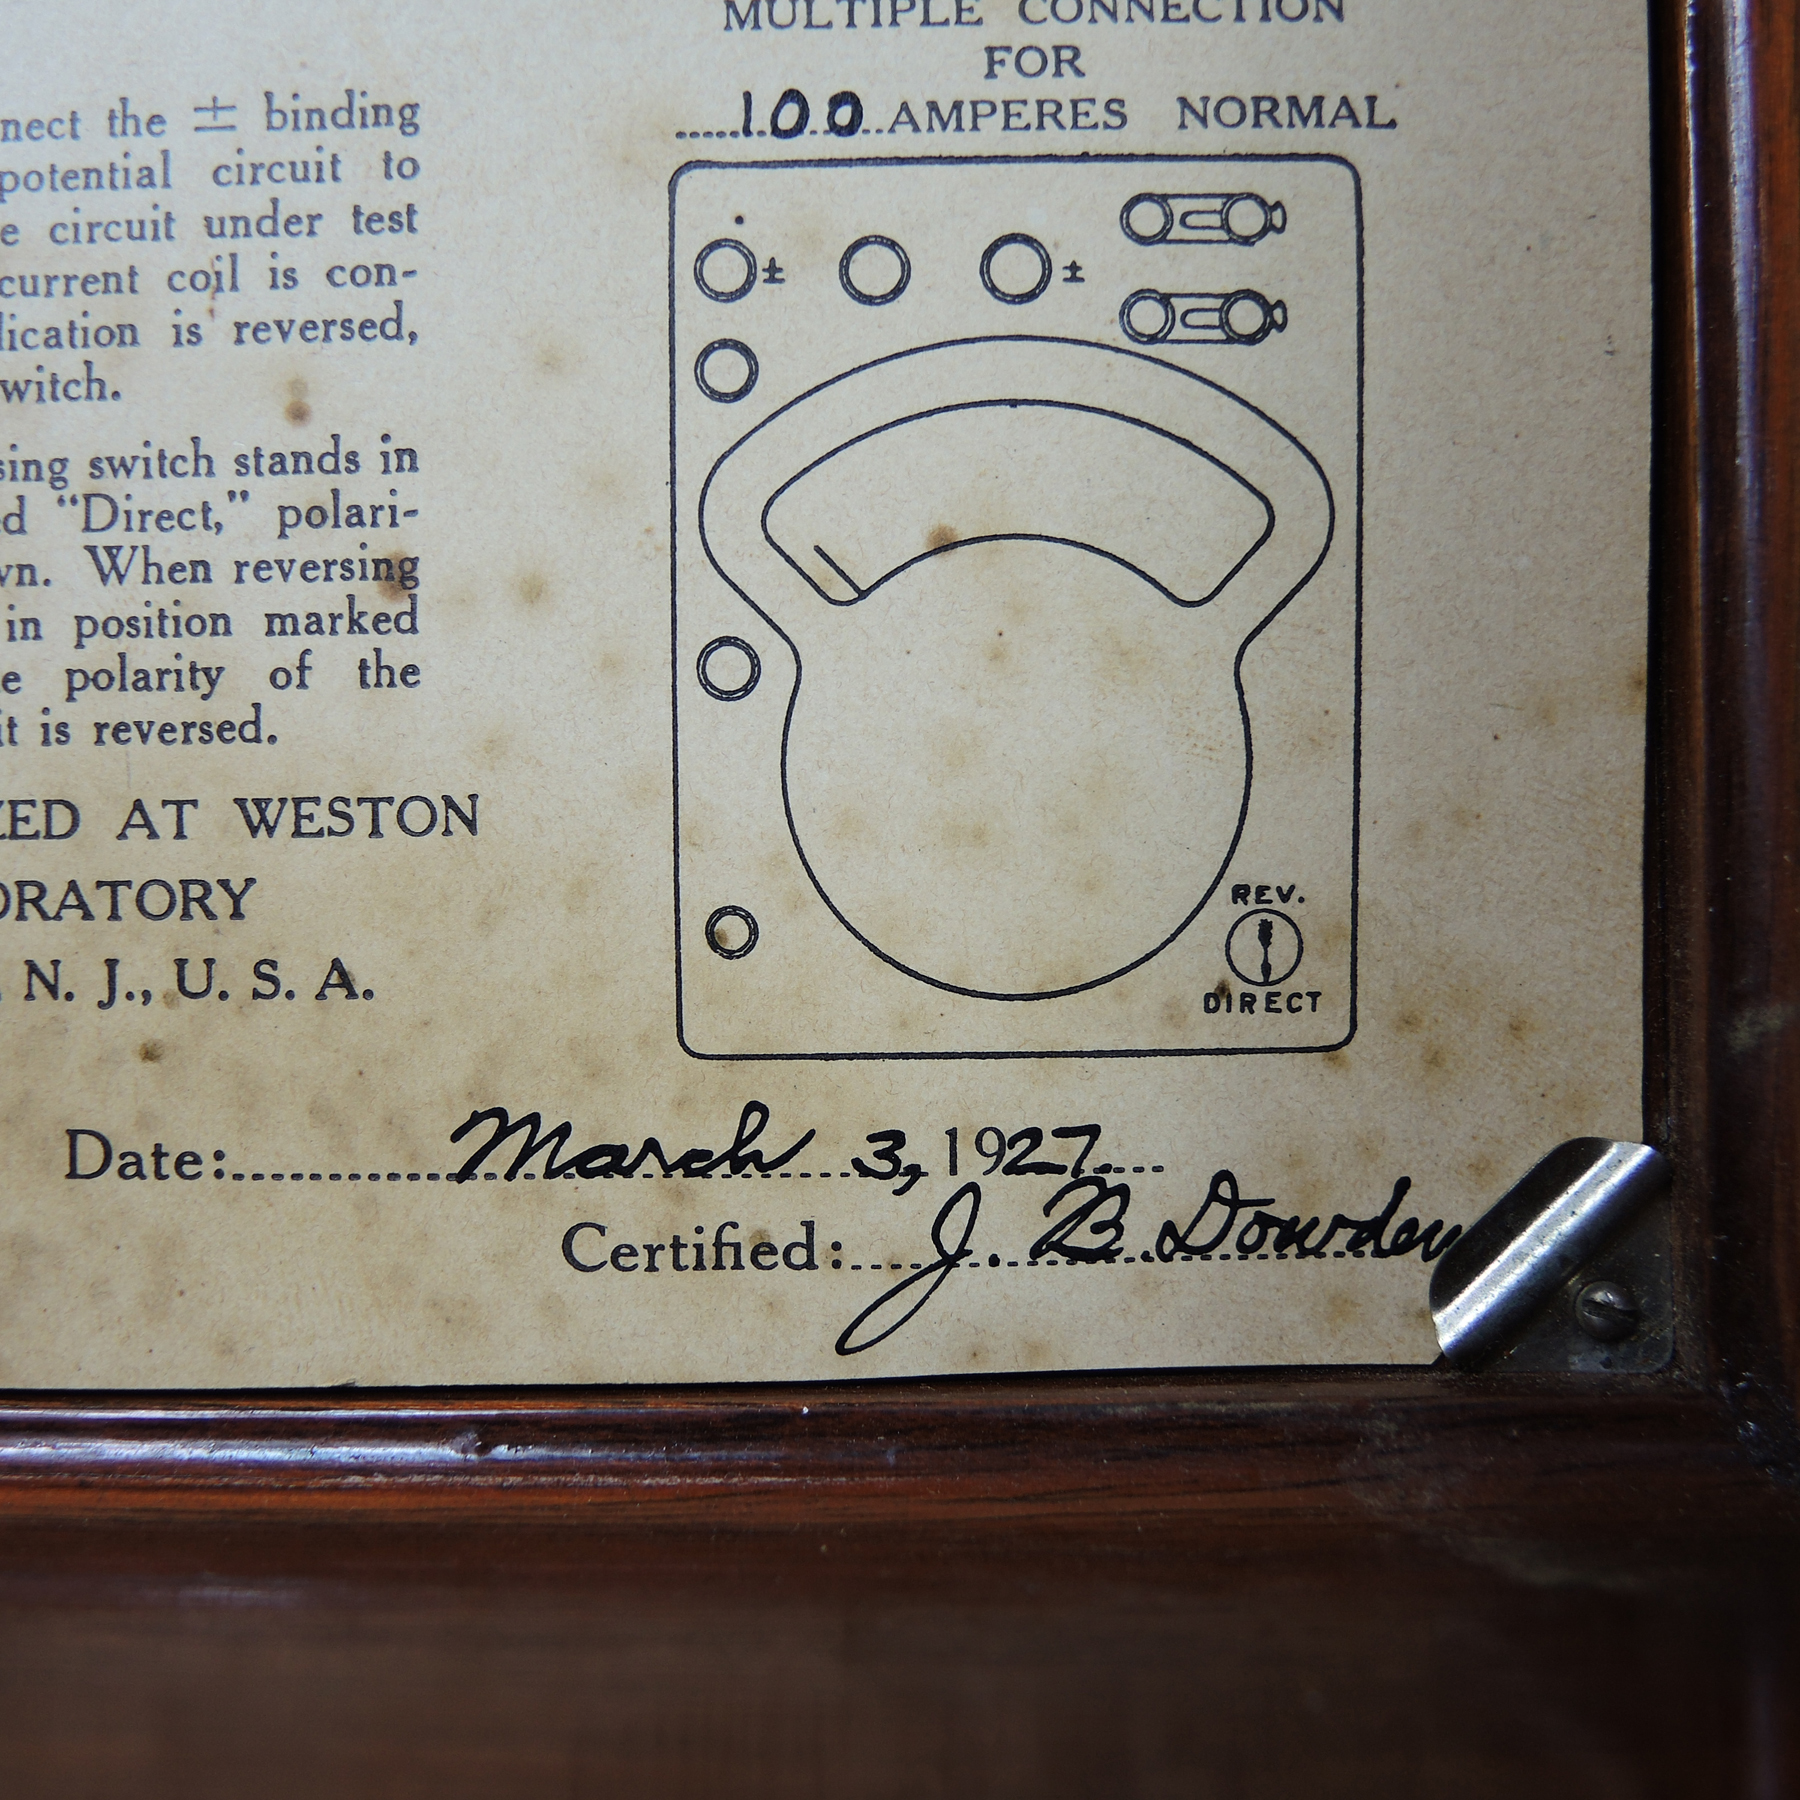 MULTIPLE CONNECTION
FOR
100 AMPERES NORMAL
nect the ± binding
potential circuit to
e circuit under test
current coil is con-
lication is reversed,
witch.
sing switch stands in
d "Direct," polari-
wn. When reversing
in position marked
e polarity of the
it is reversed.
ZED AT WESTON
ORATORY
N. J., U. S. A.
±
±
REV.
DIRECT
Date: March 3, 1927.
Certified: J. B. Dowden